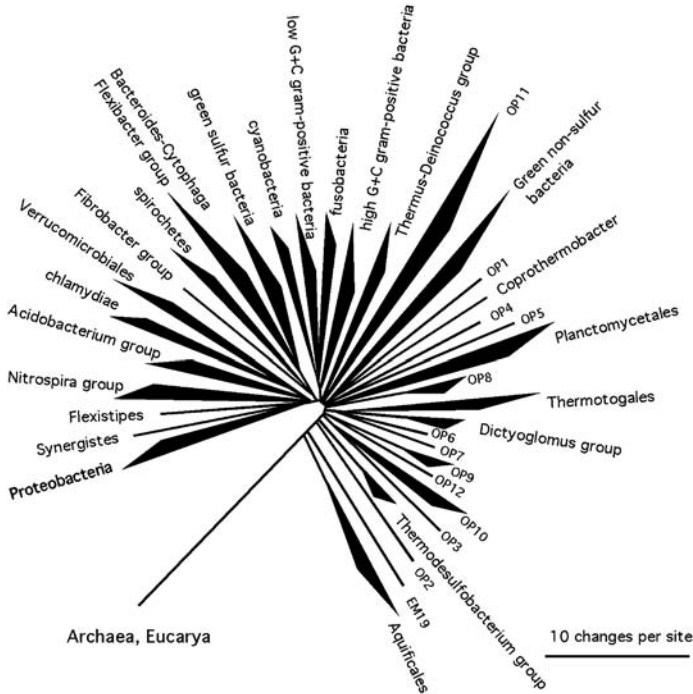 Proteobacteria
Synergistes
Flexistipes
Nitrospira group
Acidobacterium group
chlamydiae
Verrucomicrobiales
Fibrobacter group
spirochetes
Bacteroides-Cytophaga
Flexibacter group
green sulfur bacteria
cyanobacteria
low G+C gram-positive bacteria
fusobacteria
high G+C gram-positive bacteria
Thermus-Deinococcus group
OP11
Green non-sulfur
bacteria
OP1
Coprothermobacter
OP4
OP5
Planctomycetales
OP8
Thermotogales
Dictyoglomus group
OP6
OP7
OP9
OP12
OP10
OP3
Thermodesulfobacterium group
OP2
EM19
Aquificales
Archaea, Eucarya
10 changes per site